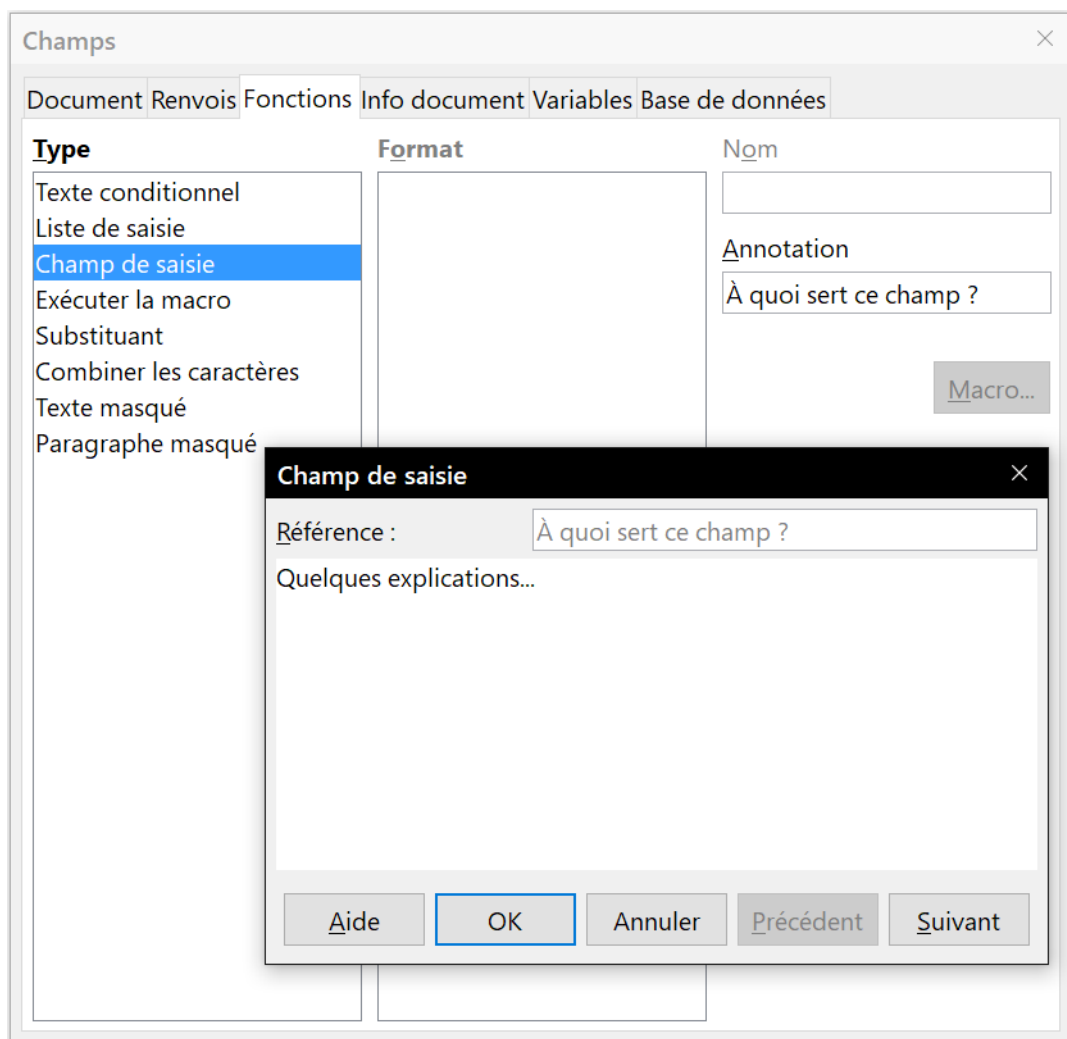 Champs
Document Renvois Fonctions Info document Variables Base de données
Type
Format
Nom
Texte conditionnel
Liste de saisie
Champ de saisie
Exécuter la macro
Substituant
Combiner les caractères
Texte masqué
Paragraphe masqué
Annotation
À quoi sert ce champ ?
Macro...
Champ de saisie
Référence :
À quoi sert ce champ ?
Quelques explications...
Aide OK Annuler Précédent Suivant